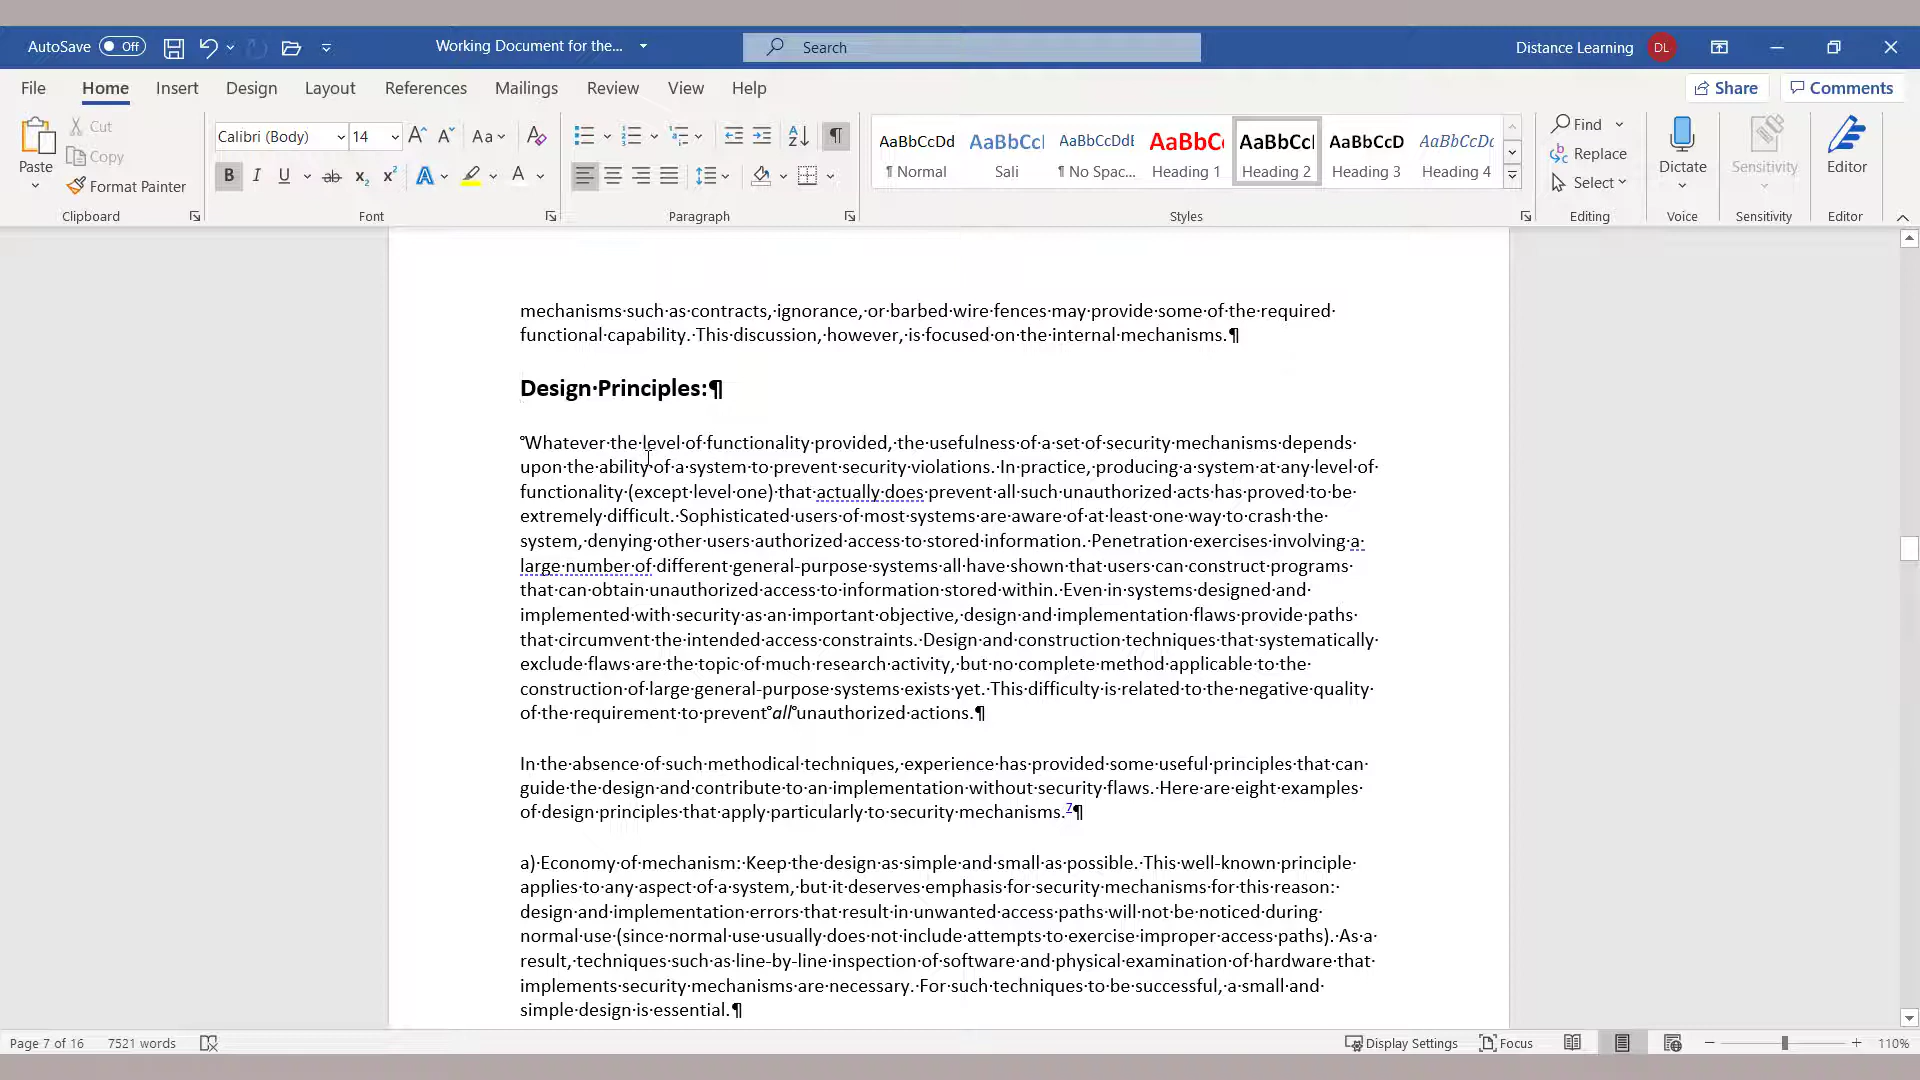 AutoSave Off Working Document for the... Search Distance Learning DL
File Home Insert Design Layout References Mailings Review View Help Share Comments
Paste Cut Copy Format Painter Clipboard
Calibri (Body) 14 Aa B I U ab x₂ x² A A Font
Paragraph
AaBbCcDd ¶ Normal
AaBbCcI Sali
AaBbCcDdE ¶ No Spac...
AaBbC Heading 1
AaBbCcI Heading 2
AaBbCcD Heading 3
AaBbCcDc Heading 4
Styles
Find Replace Select Editing
Dictate Voice
Sensitivity Sensitivity
Editor Editor
mechanisms·such·as·contracts,·ignorance,·or·barbed·wire·fences·may·provide·some·of·the·required·
functional·capability.·This·discussion,·however,·is·focused·on·the·internal·mechanisms.¶
Design·Principles:¶
°Whatever·the·level·of·functionality·provided,·the·usefulness·of·a·set·of·security·mechanisms·depends·
upon·the·ability·of·a·system·to·prevent·security·violations.·In·practice,·producing·a·system·at·any·level·of·
functionality·(except·level·one)·that·actually·does·prevent·all·such·unauthorized·acts·has·proved·to·be·
extremely·difficult.·Sophisticated·users·of·most·systems·are·aware·of·at·least·one·way·to·crash·the·
system,·denying·other·users·authorized·access·to·stored·information.·Penetration·exercises·involving·a·
large·number·of·different·general-purpose·systems·all·have·shown·that·users·can·construct·programs·
that·can·obtain·unauthorized·access·to·information·stored·within.·Even·in·systems·designed·and·
implemented·with·security·as·an·important·objective,·design·and·implementation·flaws·provide·paths·
that·circumvent·the·intended·access·constraints.·Design·and·construction·techniques·that·systematically·
exclude·flaws·are·the·topic·of·much·research·activity,·but·no·complete·method·applicable·to·the·
construction·of·large·general-purpose·systems·exists·yet.·This·difficulty·is·related·to·the·negative·quality·
of·the·requirement·to·prevent°all°unauthorized·actions.¶
In·the·absence·of·such·methodical·techniques,·experience·has·provided·some·useful·principles·that·can·
guide·the·design·and·contribute·to·an·implementation·without·security·flaws.·Here·are·eight·examples·
of·design·principles·that·apply·particularly·to·security·mechanisms.7¶
a)·Economy·of·mechanism:·Keep·the·design·as·simple·and·small·as·possible.·This·well-known·principle·
applies·to·any·aspect·of·a·system,·but·it·deserves·emphasis·for·security·mechanisms·for·this·reason:·
design·and·implementation·errors·that·result·in·unwanted·access·paths·will·not·be·noticed·during·
normal·use·(since·normal·use·usually·does·not·include·attempts·to·exercise·improper·access·paths).·As·a·
result,·techniques·such·as·line-by-line·inspection·of·software·and·physical·examination·of·hardware·that·
implements·security·mechanisms·are·necessary.·For·such·techniques·to·be·successful,·a·small·and·
simple·design·is·essential.¶
Page 7 of 16 7521 words Display Settings Focus 110%